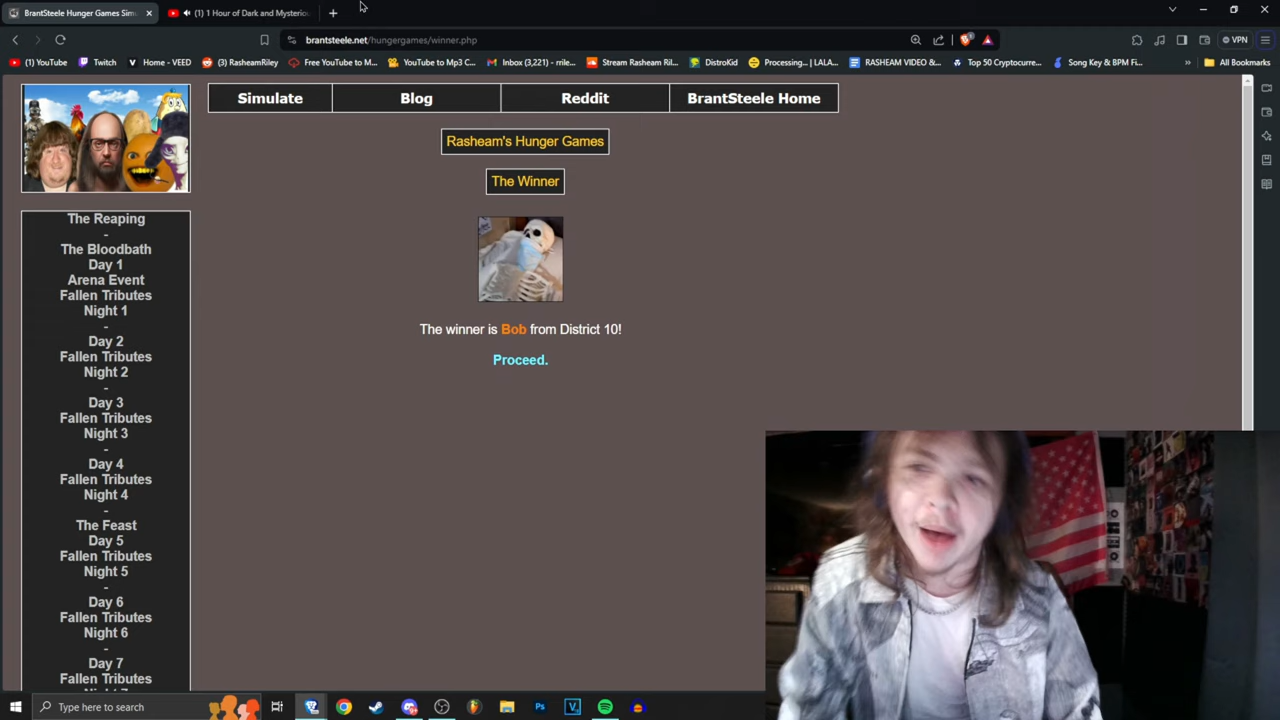 BrantSteele Hunger Games Simu
(1) 1 Hour of Dark and Mysteriou
brantsteele.net/hungergames/winner.php
VPN
(1) YouTube
Twitch
Home - VEED
(3) RasheamRiley
Free YouTube to M...
YouTube to Mp3 C...
Inbox (3,221) - rrile...
Stream Rasheam Ril...
DistroKid
Processing... | LALA...
RASHEAM VIDEO &...
Top 50 Cryptocurre...
Song Key & BPM Fi...
»
All Bookmarks
Simulate
Blog
Reddit
BrantSteele Home
Rasheam's Hunger Games
The Winner
The winner is Bob from District 10!
Proceed.
The Reaping
-
The Bloodbath
Day 1
Arena Event
Fallen Tributes
Night 1
-
Day 2
Fallen Tributes
Night 2
-
Day 3
Fallen Tributes
Night 3
-
Day 4
Fallen Tributes
Night 4
-
The Feast
Day 5
Fallen Tributes
Night 5
-
Day 6
Fallen Tributes
Night 6
-
Day 7
Fallen Tributes
Night 7
Type here to search